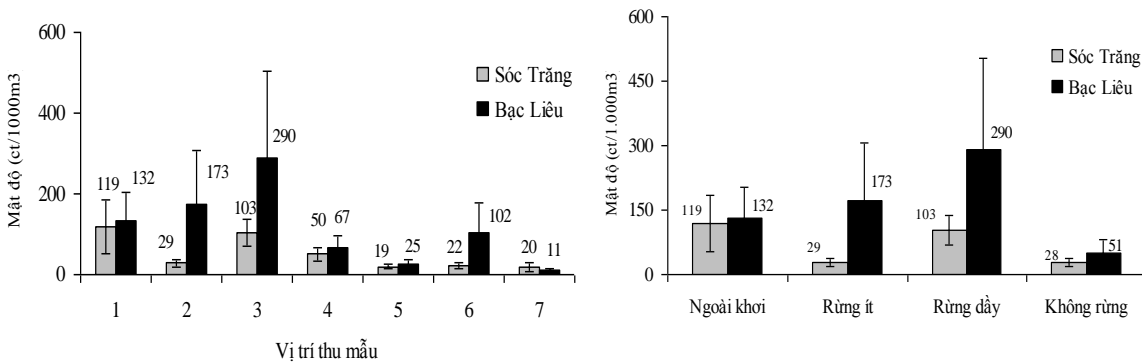 Mật độ (ct/1000m3
800
600
400
200
0
Sóc Trăng
Bạc Liêu
119 132
29 173
103 290
50 67
19 25
22 102
20 11
1 2 3 4 5 6 7
Vị trí thu mẫu
Mật độ (ct/1.000m3
600
450
300
150
0
Sóc Trăng
Bạc Liêu
119 132
29 173
103 290
28 51
Ngoài khơi Rừng ít Rừng dầy Không rừng